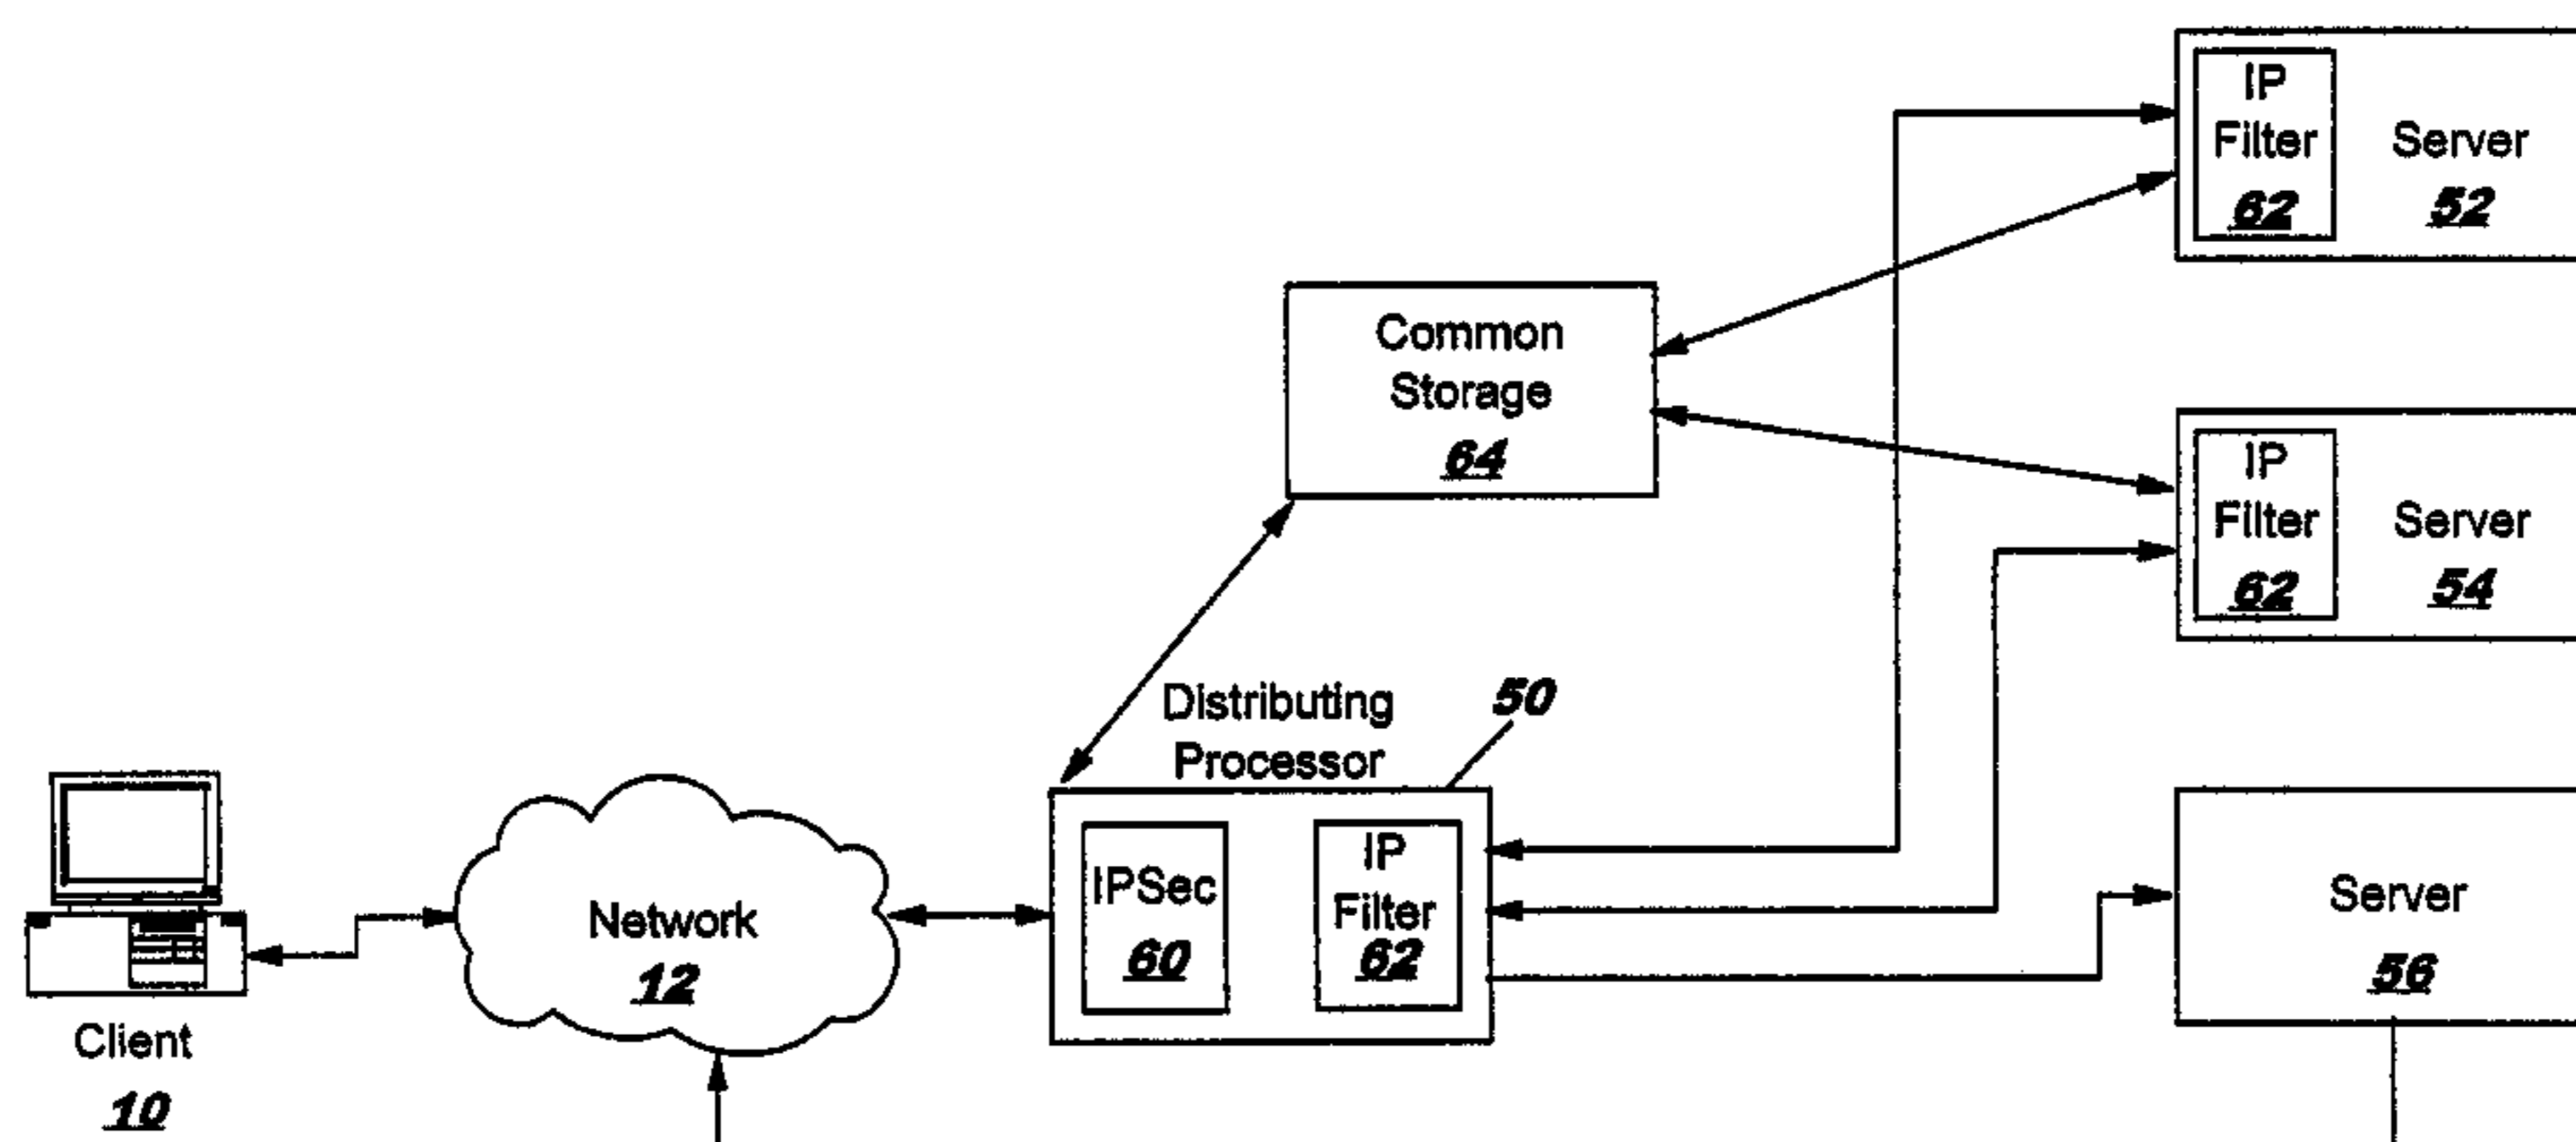 IP
Filter
62
Server
52
Common
Storage
64
IP
Filter
62
Server
54
Distributing
Processor
50
IPSec
60
IP
Filter
62
Server
56
Network
12
Client
10